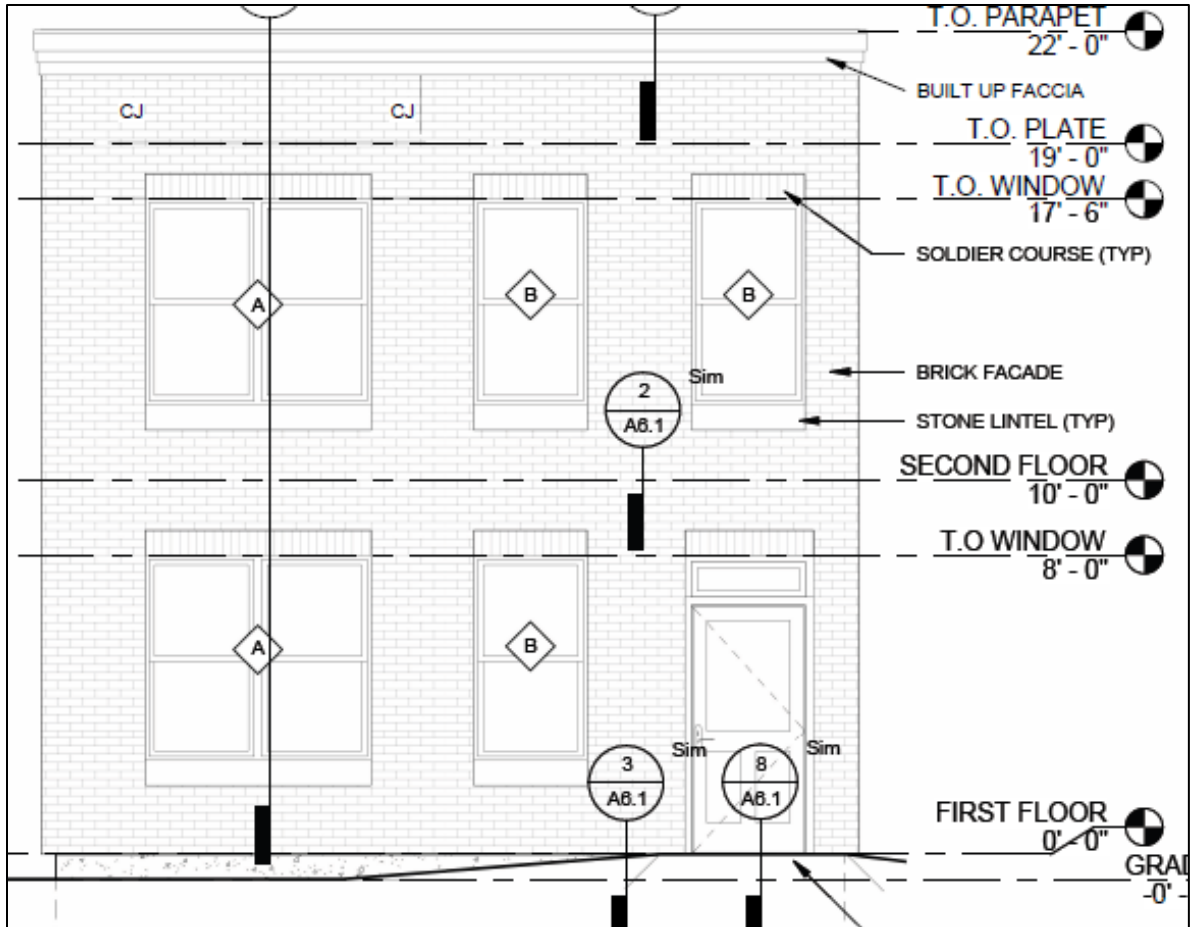 T.O. PARAPET
22' - 0"
BUILT UP FACCIA
CJ
CJ
T.O. PLATE
19' - 0"
T.O. WINDOW
17' - 6"
SOLDIER COURSE (TYP)
A
B
B
BRICK FACADE
Sim
2
A6.1
STONE LINTEL (TYP)
SECOND FLOOR
10' - 0"
T.O WINDOW
8' - 0"
A
B
Sim
3
A6.1
Sim
8
A6.1
FIRST FLOOR
0' - 0"